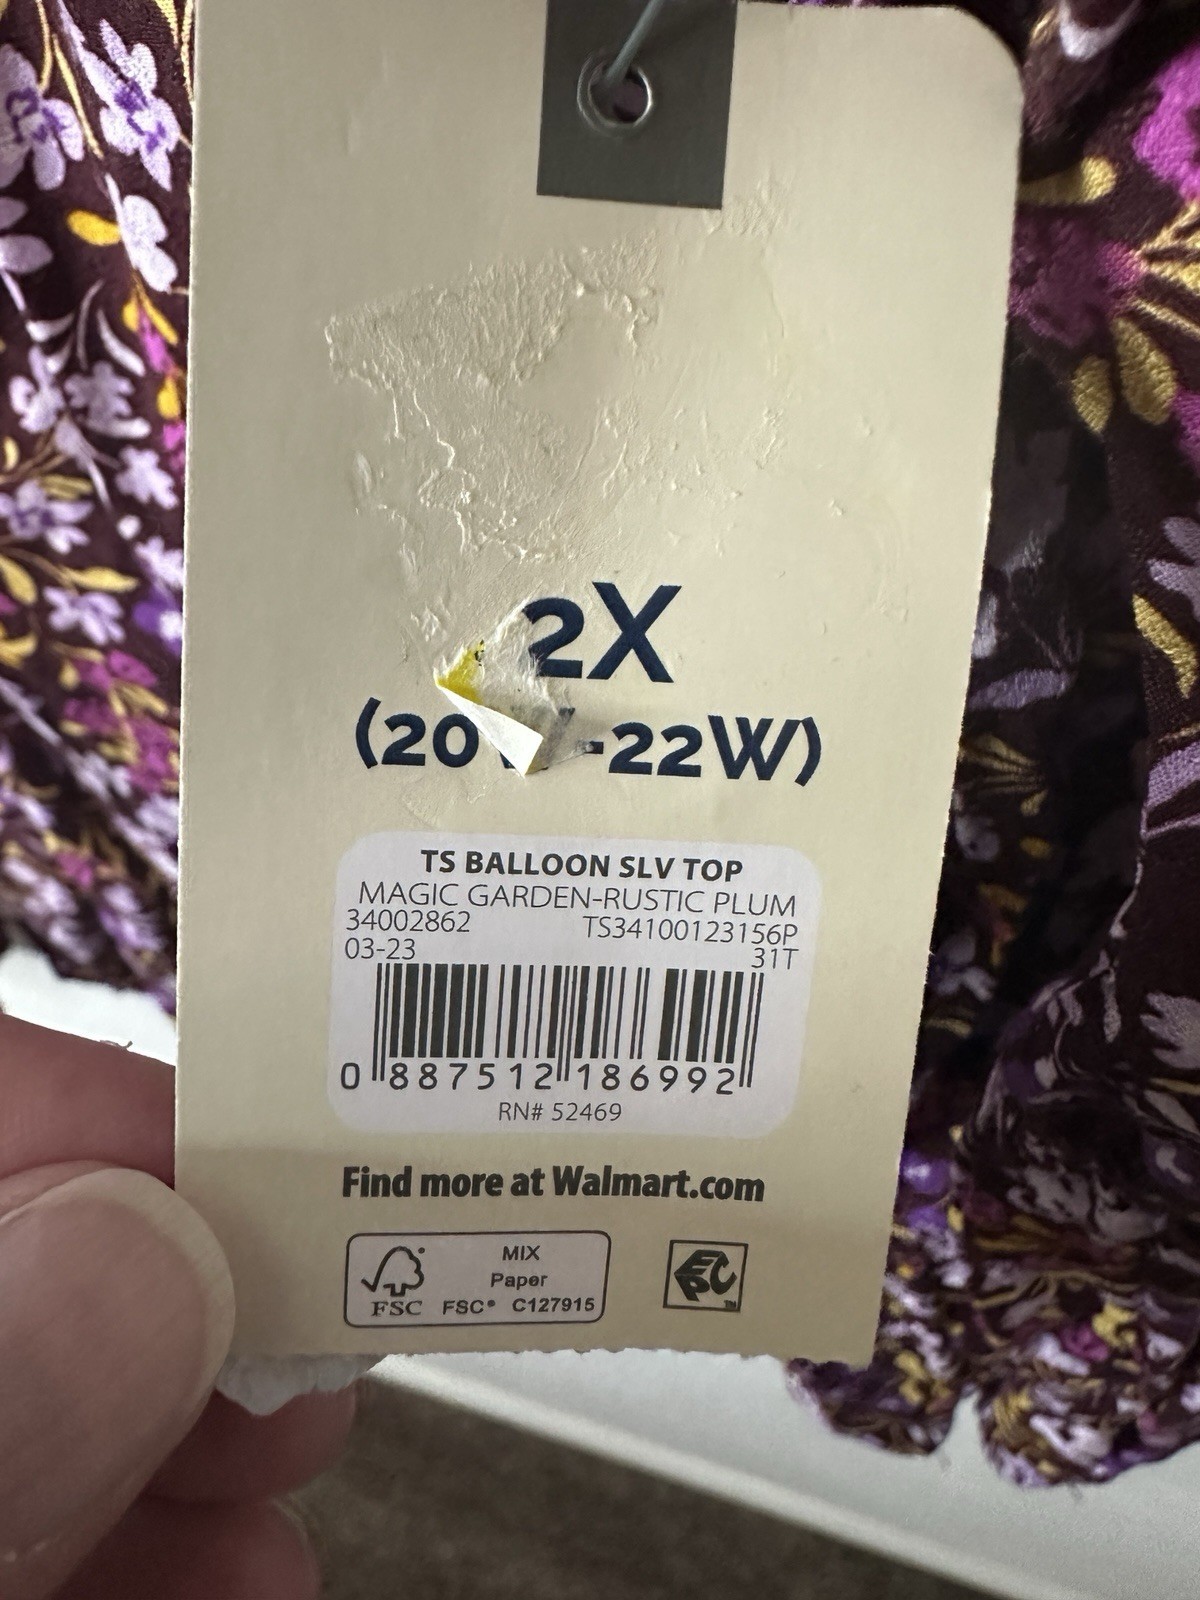 2X
(20 -22W)
TS BALLOON SLV TOP
MAGIC GARDEN-RUSTIC PLUM
34002862 TS34100123156P
03-23 31T
0 887512 186992
RN# 52469
Find more at Walmart.com
MIX
Paper
FSC FSC® C127915
EPC™